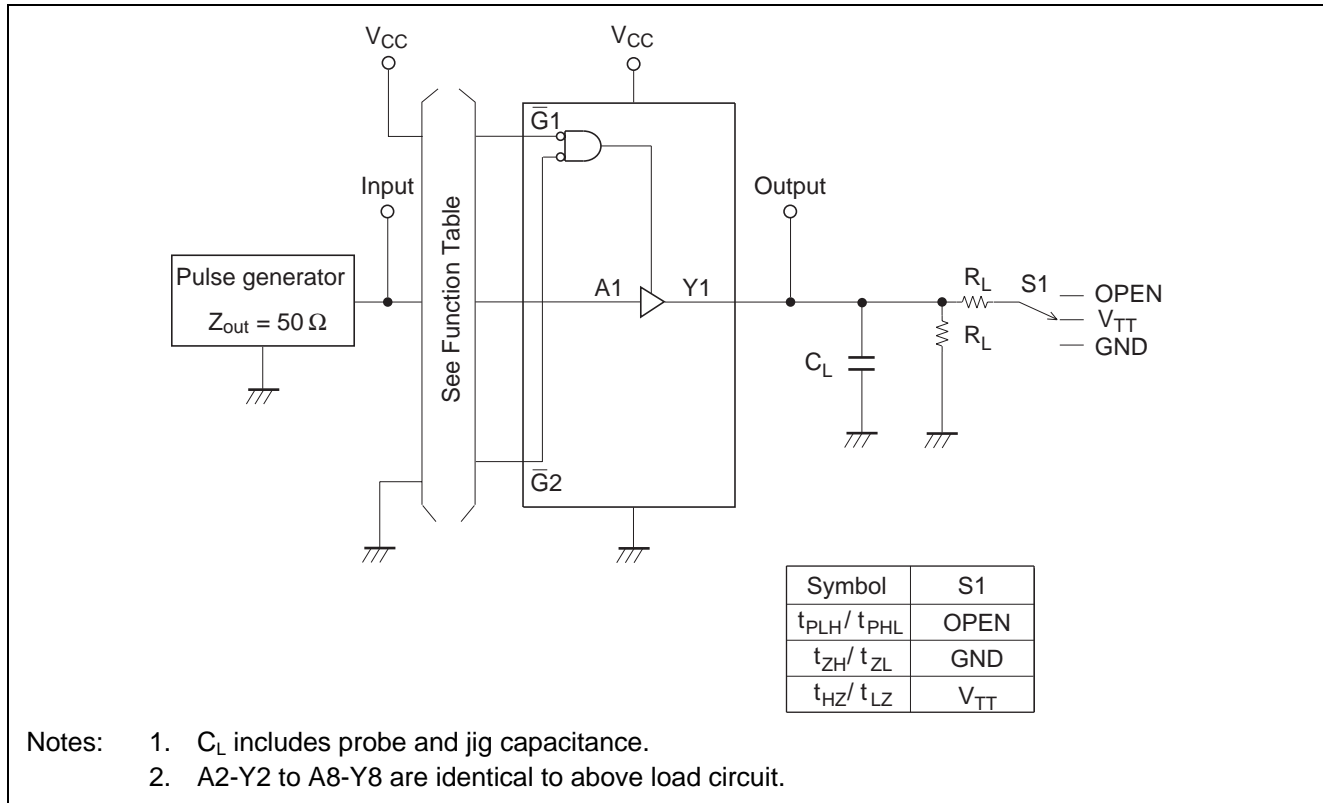 VCC
VCC
G̅1
Input
Output
See Function Table
Pulse generator
Zout = 50 Ω
A1
Y1
RL
S1
OPEN
VTT
GND
RL
CL
G̅2
Symbol S1
tPLH/ tPHL OPEN
tZH/ tZL GND
tHZ/ tLZ VTT
Notes: 1. CL includes probe and jig capacitance.
2. A2-Y2 to A8-Y8 are identical to above load circuit.